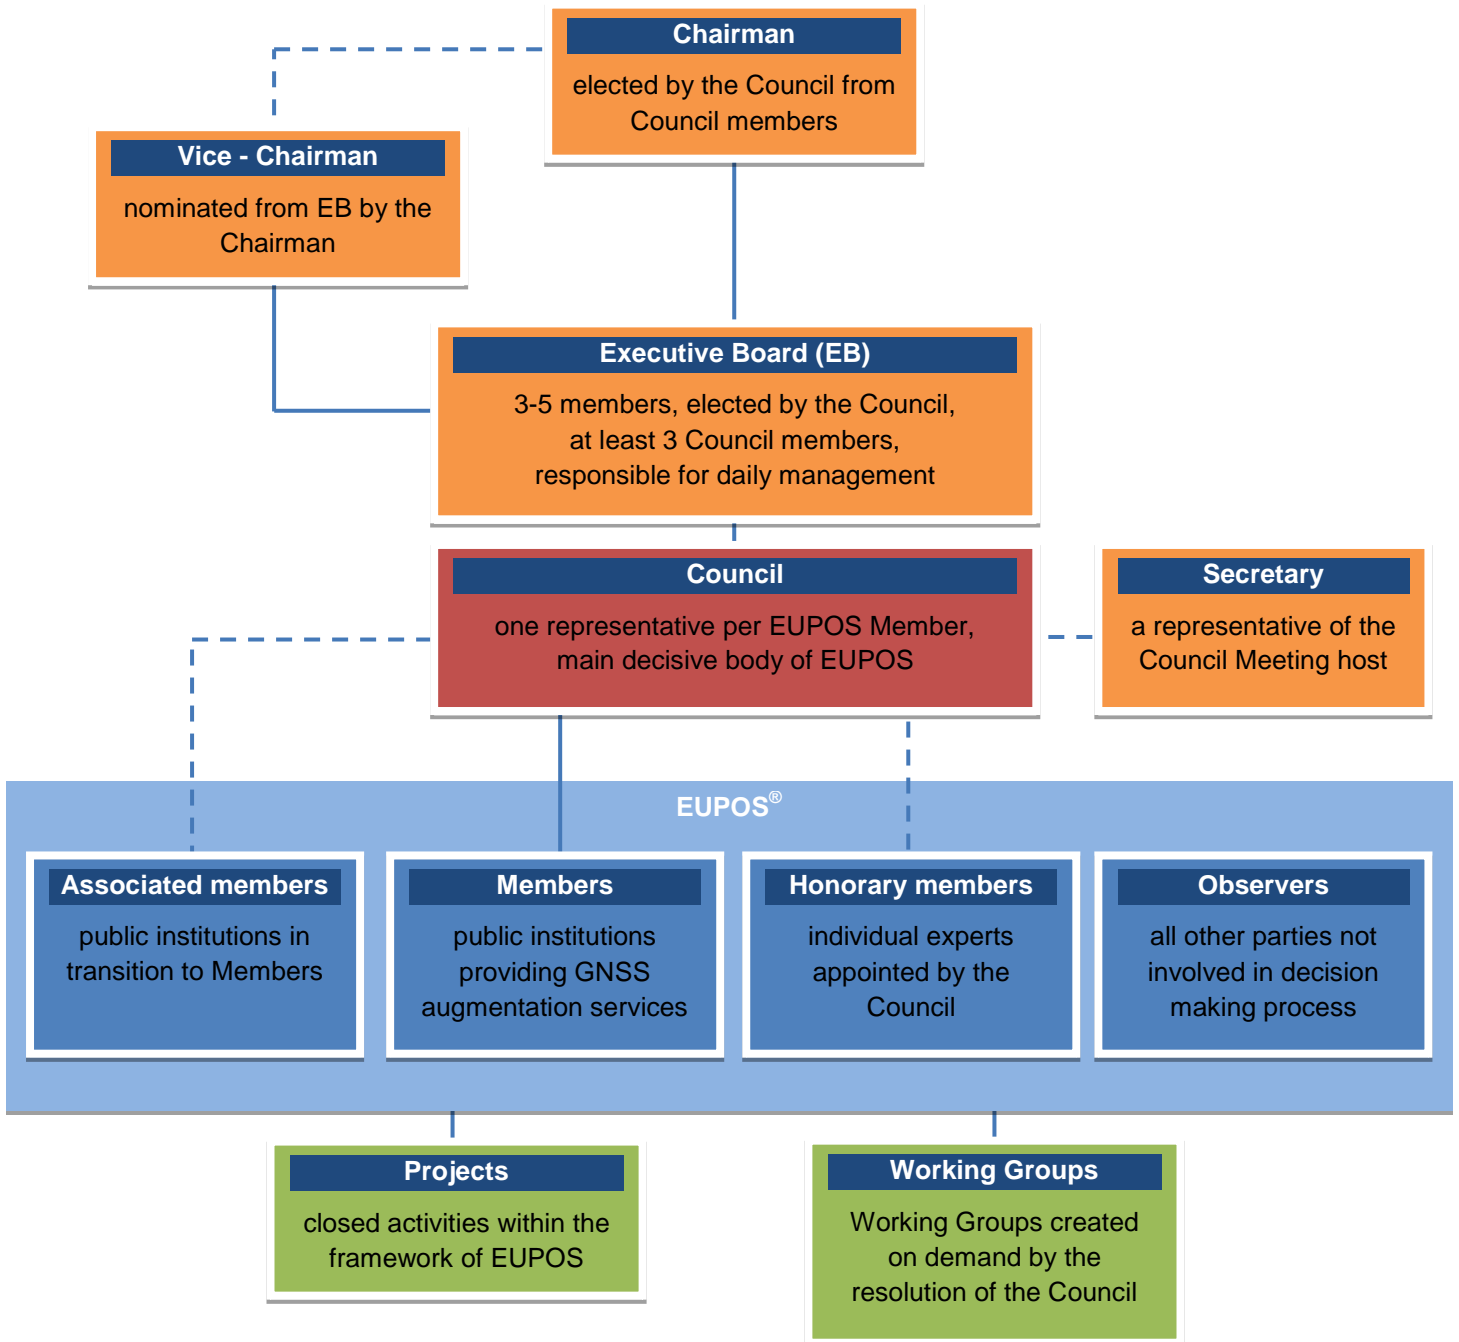 Chairman
elected by the Council from
Council members
Vice - Chairman
nominated from EB by the
Chairman
Executive Board (EB)
3-5 members, elected by the Council,
at least 3 Council members,
responsible for daily management
Council
one representative per EUPOS Member,
main decisive body of EUPOS
Secretary
a representative of the
Council Meeting host
EUPOS®
Associated members
public institutions in
transition to Members
Members
public institutions
providing GNSS
augmentation services
Honorary members
individual experts
appointed by the
Council
Observers
all other parties not
involved in decision
making process
Projects
closed activities within the
framework of EUPOS
Working Groups
Working Groups created
on demand by the
resolution of the Council